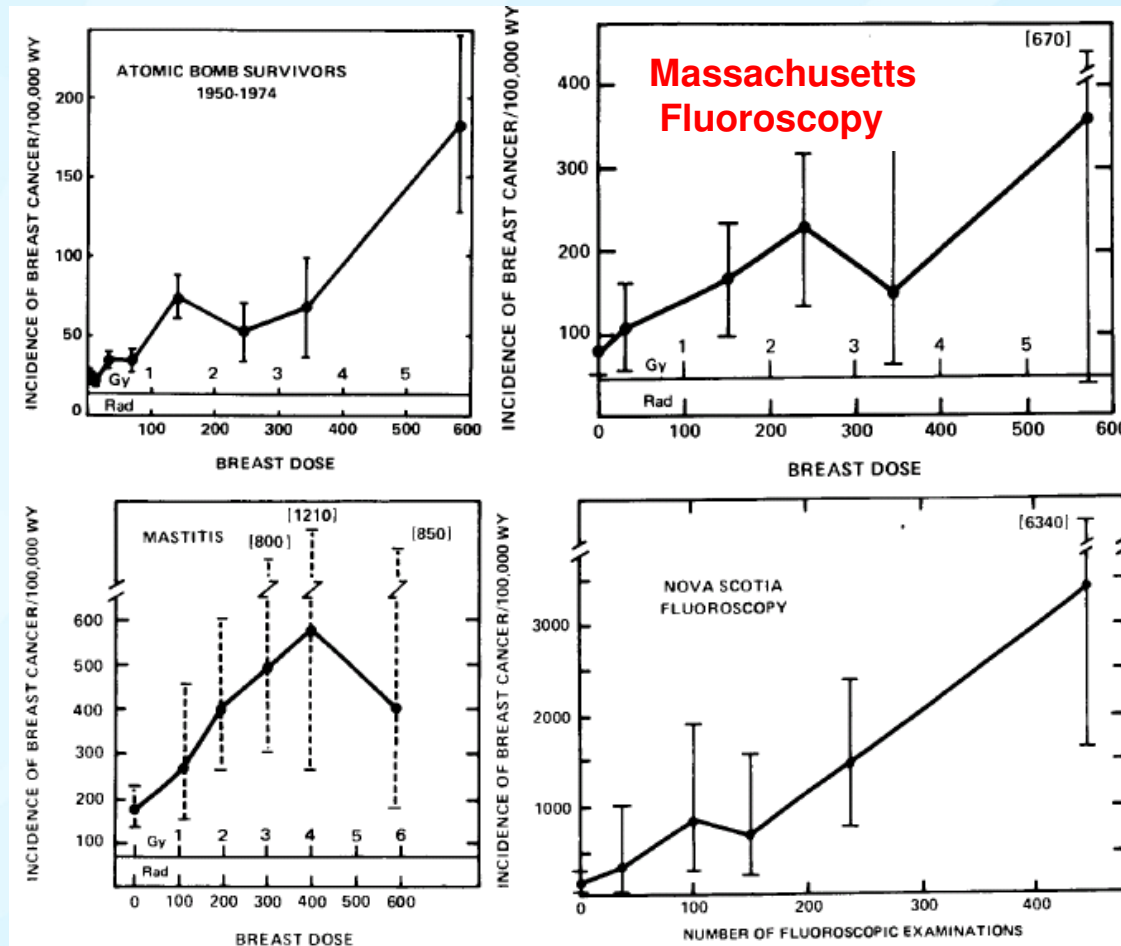 INCIDENCE OF BREAST CANCER/100,000 WY
ATOMIC BOMB SURVIVORS
1950-1974
200
150
100
50
0
Gy 1 2 3 4 5
Rad
100 200 300 400 500 600
BREAST DOSE
INCIDENCE OF BREAST CANCER/100,000 WY
[670]
Massachusetts
Fluoroscopy
400
300
200
100
1 2 3 4 5
Gy
Rad
0 100 200 300 400 500 600
BREAST DOSE
INCIDENCE OF BREAST CANCER/100,000 WY
[1210]
MASTITIS [800] [850]
600
500
400
300
200
100
Gy 1 2 3 4 5 6
Rad
0 100 200 300 400 500 600
BREAST DOSE
INCIDENCE OF BREAST CANCER/100,000 WY
[6340]
NOVA SCOTIA
FLUOROSCOPY
3000
2000
1000
0 100 200 300 400
NUMBER OF FLUOROSCOPIC EXAMINATIONS